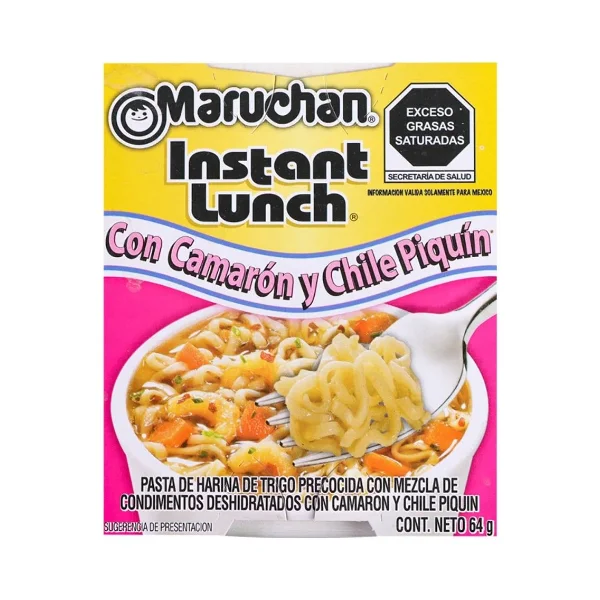 Maruchan®
EXCESO
GRASAS
SATURADAS
SECRETARÍA DE SALUD
Instant
Lunch®
INFORMACION VALIDA SOLAMENTE PARA MEXICO
Con Camarón y Chile Piquín
PASTA DE HARINA DE TRIGO PRECOCIDA CON MEZCLA DE
CONDIMENTOS DESHIDRATADOS CON CAMARON Y CHILE PIQUIN
SUGERENCIA DE PRESENTACION
CONT. NETO 64 g